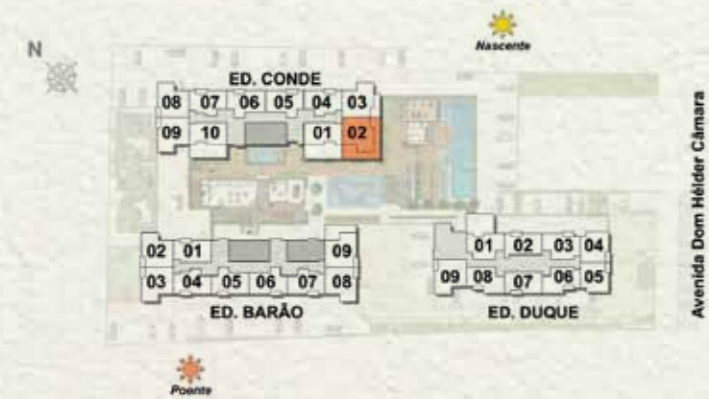 Nascente
N
ED. CONDE
08 07 06 05 04 03
09 10 01 02
Avenida Dom Hélder Câmara
02 01 09
03 04 05 06 07 08
ED. BARÃO
01 02 03 04
09 08 07 06 05
ED. DUQUE
Poente